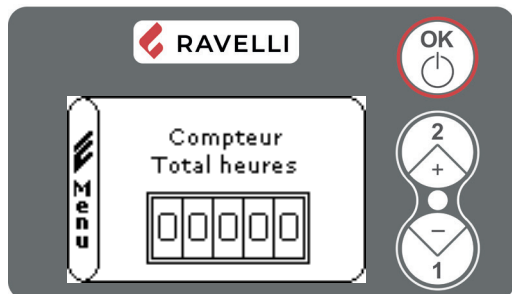 RAVELLI
OK
Compteur
Total heures
00000
Menu
2
+
−
1